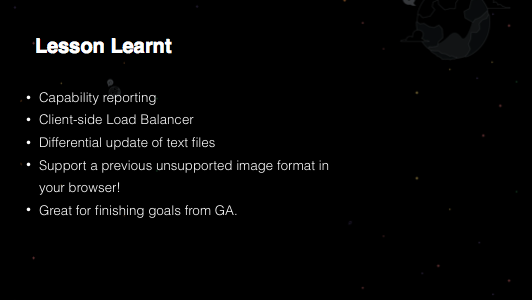 Lesson Learnt
• Capability reporting
• Client-side Load Balancer
• Differential update of text files
• Support a previous unsupported image format in
your browser!
• Great for finishing goals from GA.